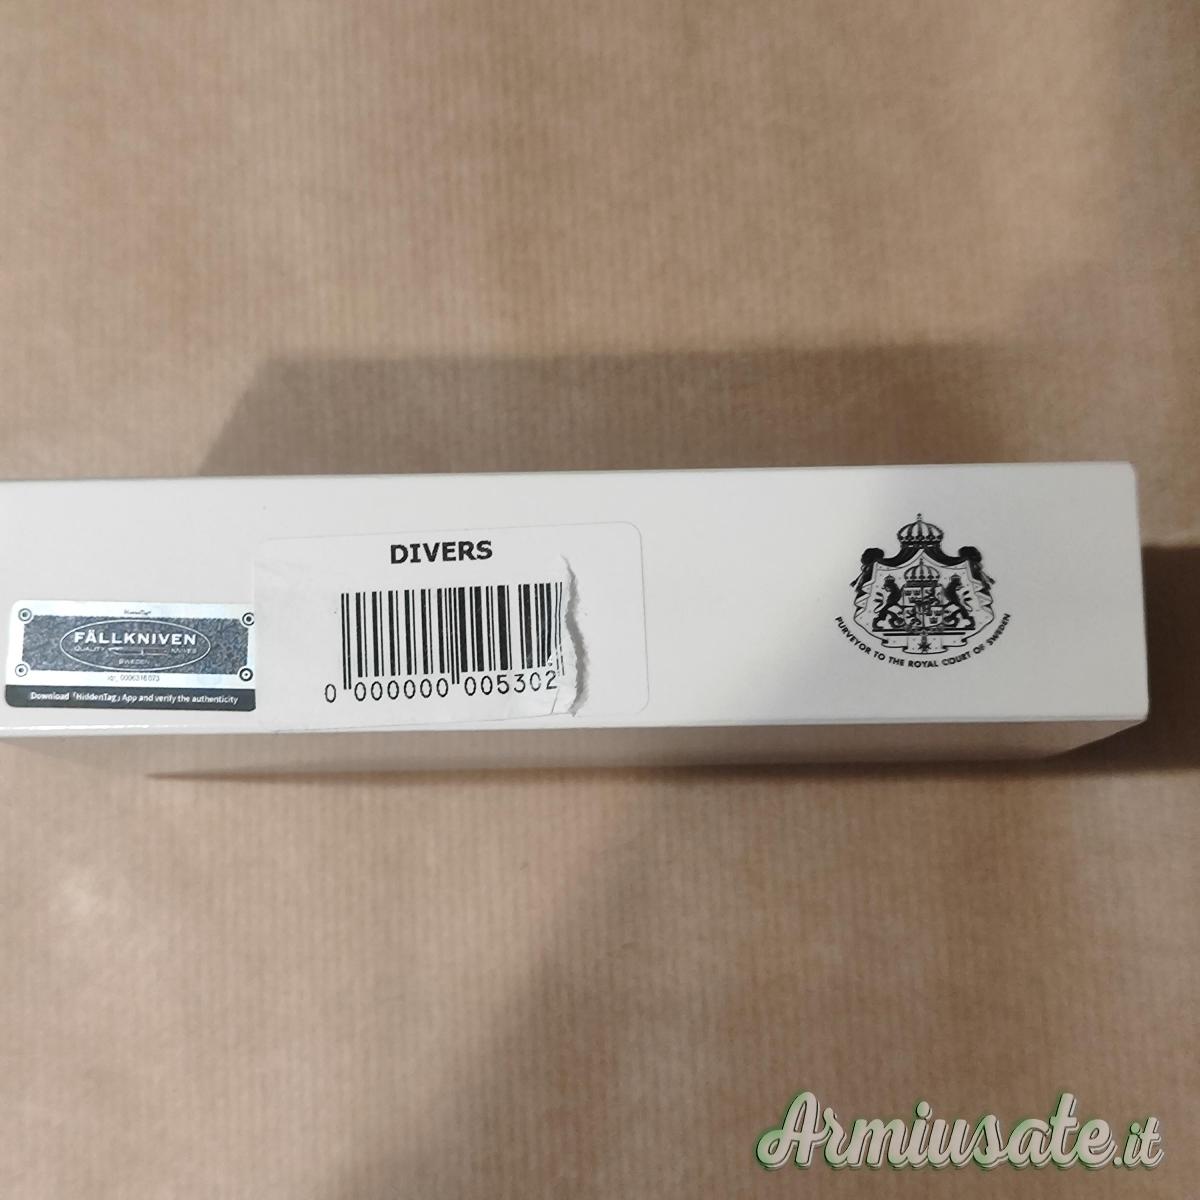 DIVERS
0 000000 005302
HiddenTag
FÄLLKNIVEN
QUALITY KNIVES
SWEDEN
Download「HiddenTag」App and verify the authenticity
PURVEYOR TO THE ROYAL COURT OF SWEDEN
Armiusate.it